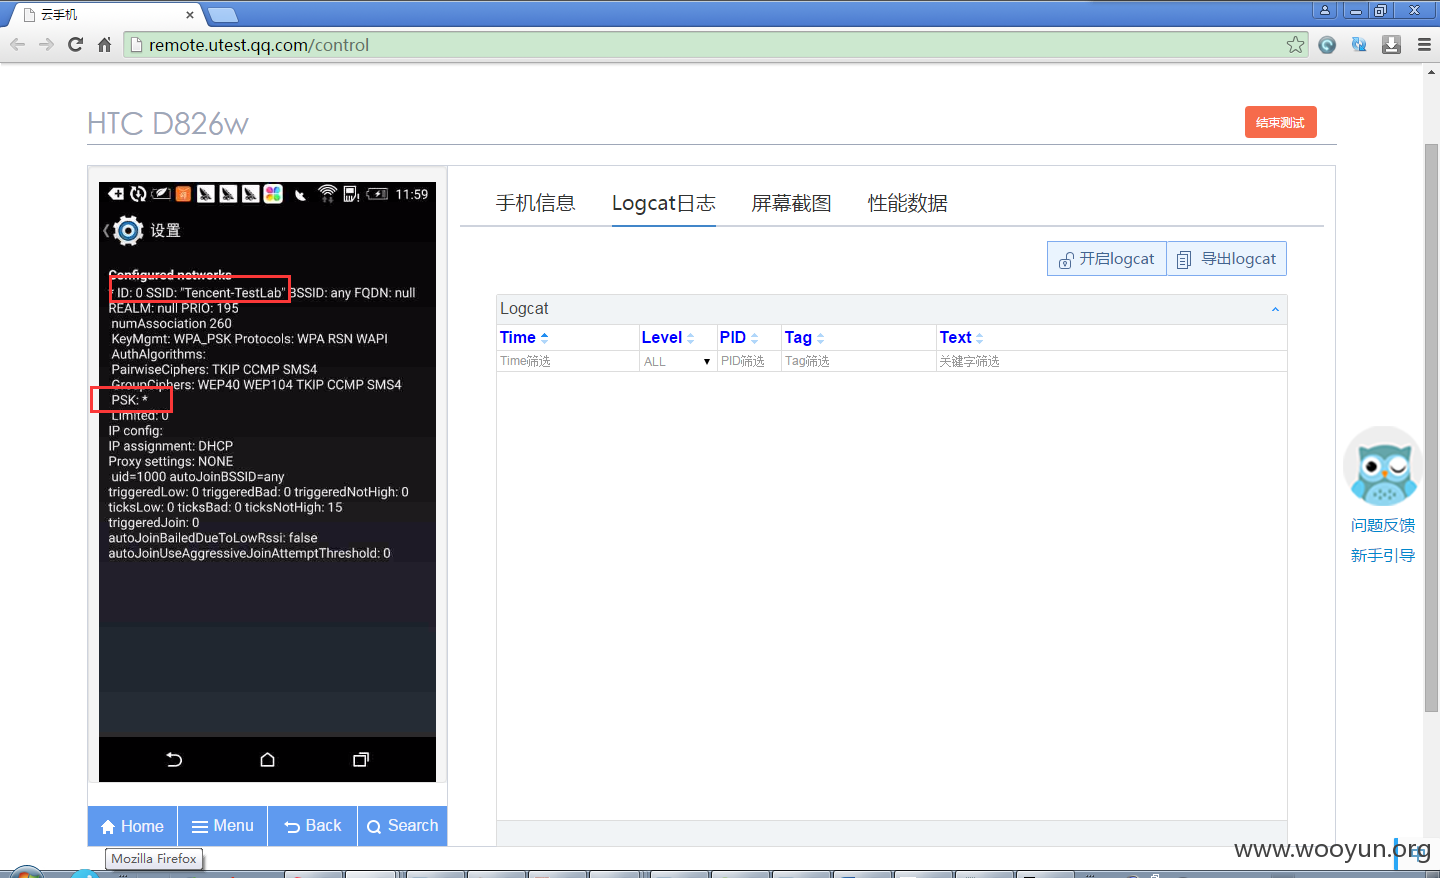 云手机
remote.utest.qq.com/control
HTC D826w
结束测试
11:59
设置
Configured networks
* ID: 0 SSID: "Tencent-TestLab" BSSID: any FQDN: null
REALM: null PRIO: 195
numAssociation 260
KeyMgmt: WPA_PSK Protocols: WPA RSN WAPI
AuthAlgorithms:
PairwiseCiphers: TKIP CCMP SMS4
GroupCiphers: WEP40 WEP104 TKIP CCMP SMS4
PSK: *
Limited: 0
IP config:
IP assignment: DHCP
Proxy settings: NONE
uid=1000 autoJoinBSSID=any
triggeredLow: 0 triggeredBad: 0 triggeredNotHigh: 0
ticksLow: 0 ticksBad: 0 ticksNotHigh: 15
triggeredJoin: 0
autoJoinBailedDueToLowRssi: false
autoJoinUseAggressiveJoinAttemptThreshold: 0
Home Menu Back Search
Mozilla Firefox
手机信息 Logcat日志 屏幕截图 性能数据
开启logcat 导出logcat
Logcat
Time Level PID Tag Text
Time筛选 ALL PID筛选 Tag筛选 关键字筛选
问题反馈
新手引导
www.wooyun.org